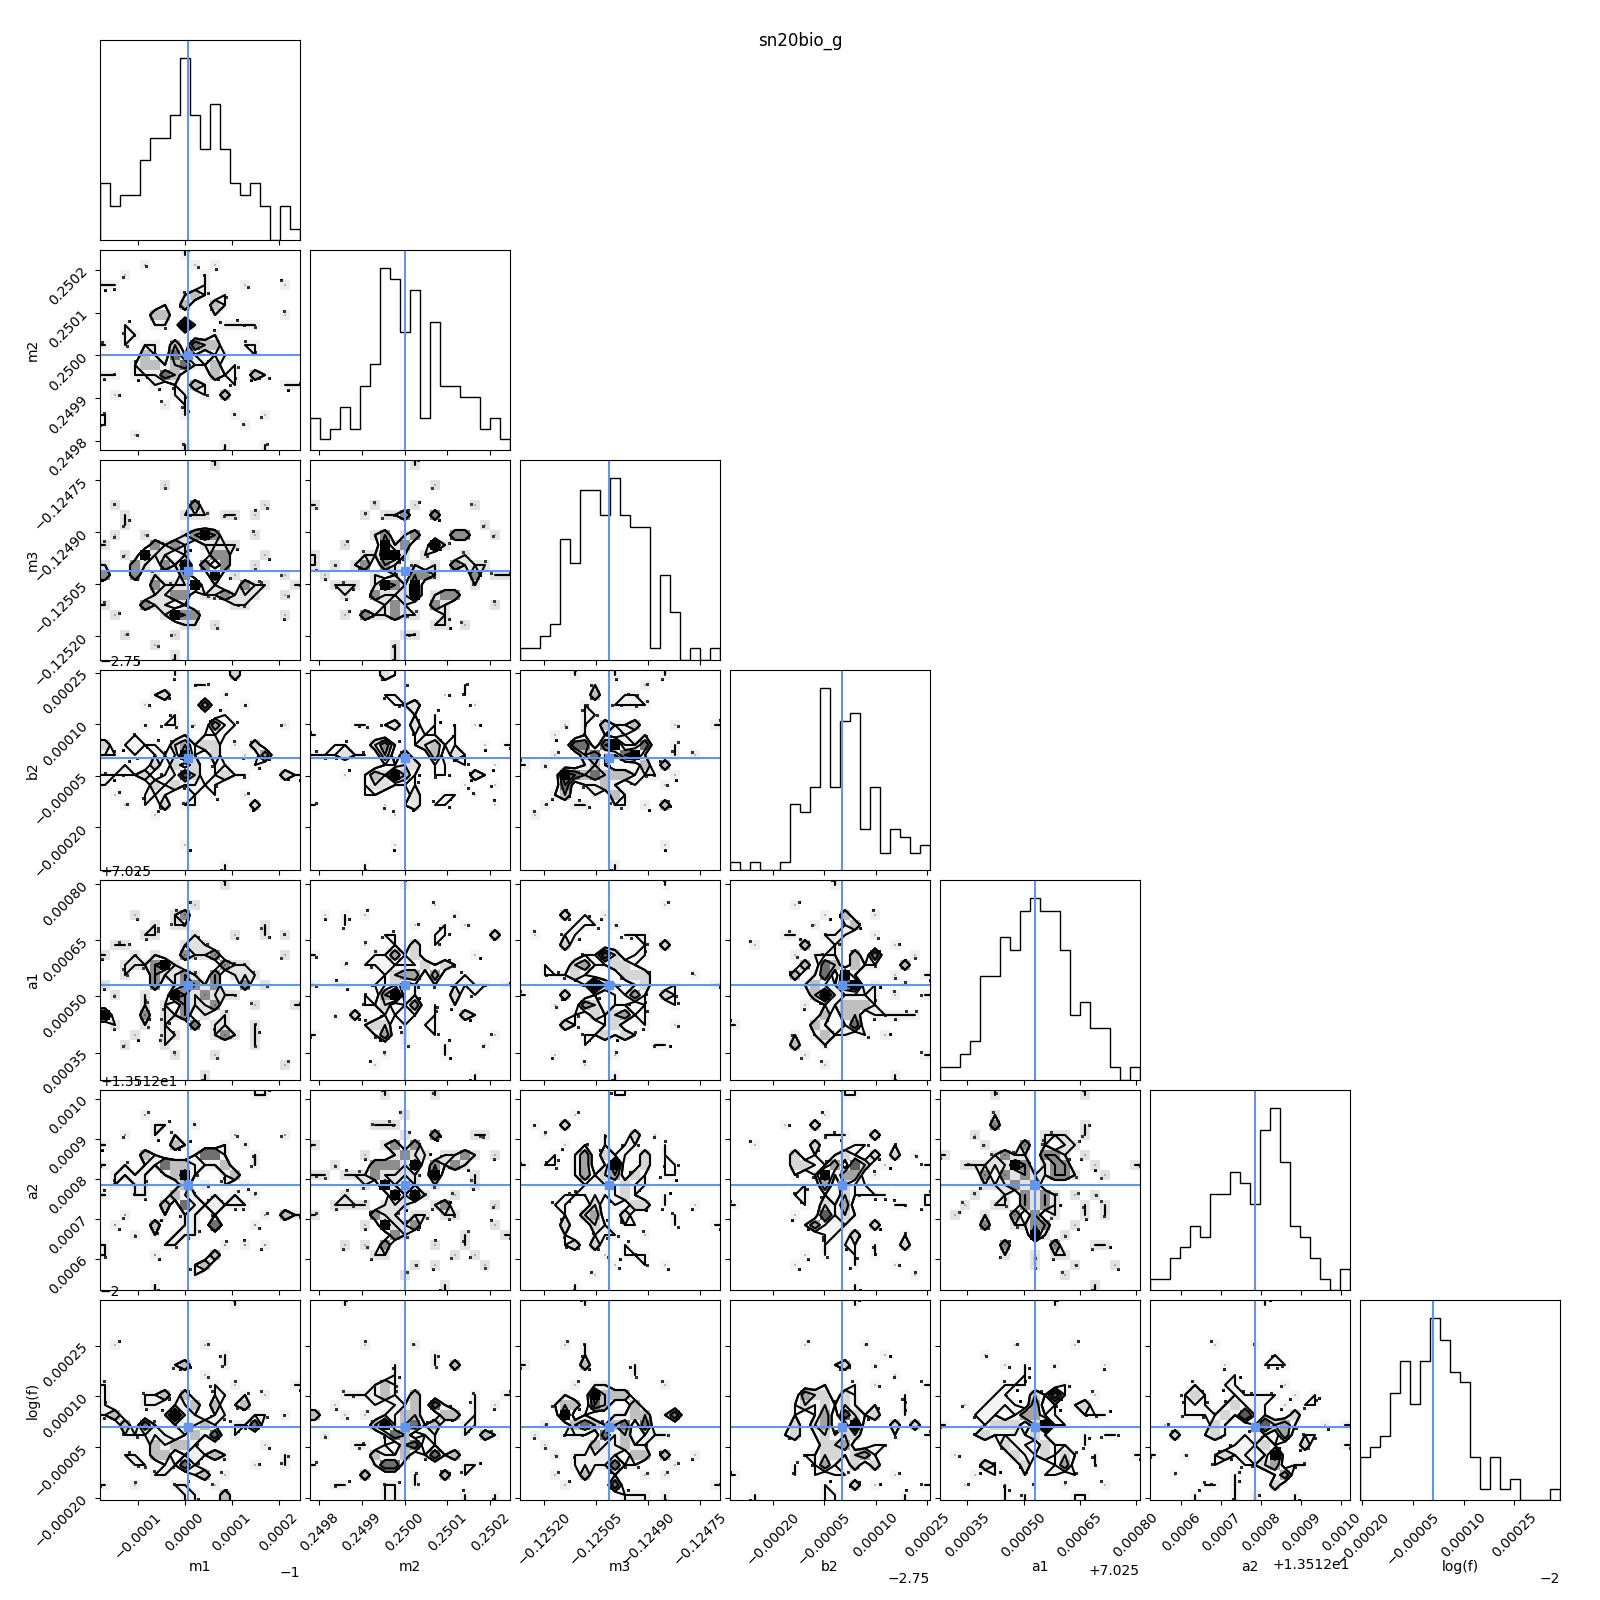 sn20bio_g
m2
0.2502
0.2501
0.2500
0.2499
0.2498
m3
−0.12475
−0.12490
−0.12505
−0.12520
−2.75
b2
0.00025
0.00010
−0.00005
−0.00020
+7.025
a1
0.00080
0.00065
0.00050
0.00035
+1.3512e1
a2
0.0010
0.0009
0.0008
0.0007
0.0006
−2
log(f)
0.00025
0.00010
−0.00005
−0.00020
−0.0001 0.0000 0.0001 0.0002
m1
−1
0.2498 0.2499 0.2500 0.2501 0.2502
m2
−0.12520 −0.12505 −0.12490 −0.12475
m3
−0.00020 −0.00005 0.00010 0.00025
b2
−2.75
0.00035 0.00050 0.00065 0.00080
a1
+7.025
0.0006 0.0007 0.0008 0.0009 0.0010
a2
+1.3512e1
−0.00020 −0.00005 0.00010 0.00025
log(f)
−2